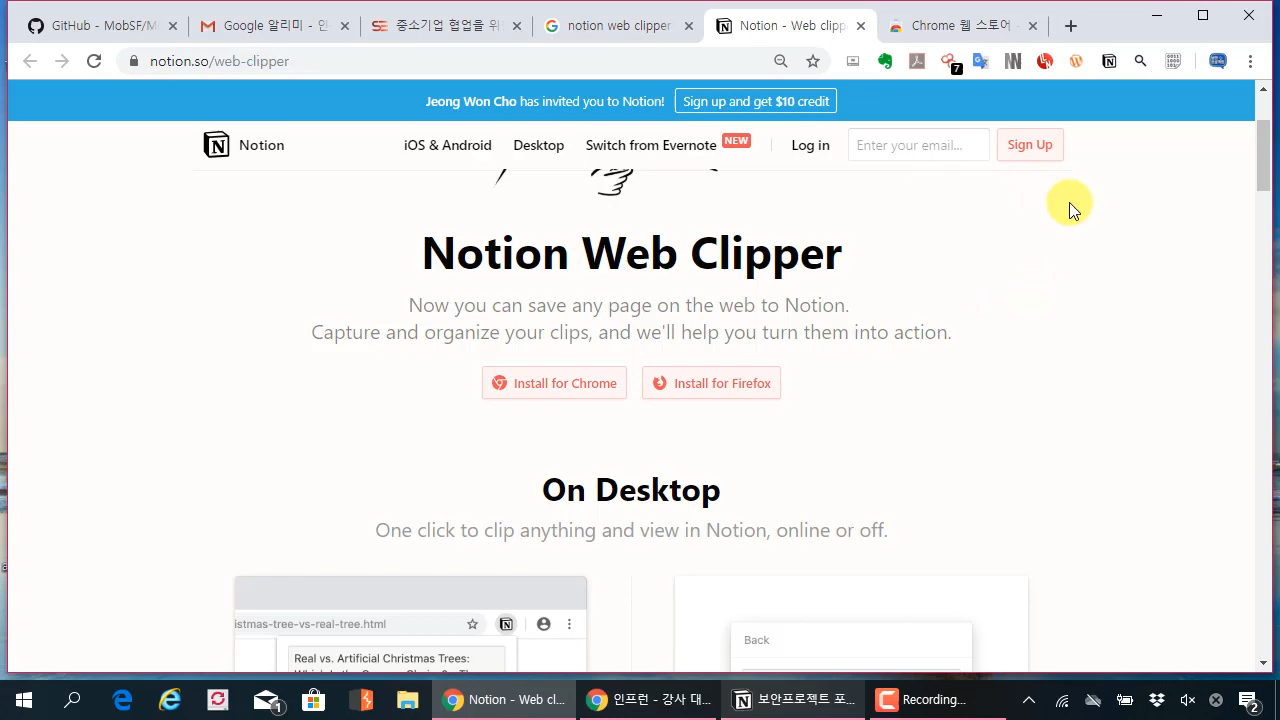 GitHub - MobSF/M
Google 알리미 - 인
중소기업 협업을 위
notion web clipper
Notion - Web clipp
Chrome 웹 스토어 -
notion.so/web-clipper
7
Jeong Won Cho has invited you to Notion! Sign up and get $10 credit
Notion
iOS & Android
Desktop
Switch from Evernote NEW
Log in
Enter your email...
Sign Up
Notion Web Clipper
Now you can save any page on the web to Notion.
Capture and organize your clips, and we'll help you turn them into action.
Install for Chrome
Install for Firefox
On Desktop
One click to clip anything and view in Notion, online or off.
istmas-tree-vs-real-tree.html
Real vs. Artificial Christmas Trees:
Back
Notion - Web cl...
인프런 - 강사 대...
보안프로젝트 포...
Recording...
1
2